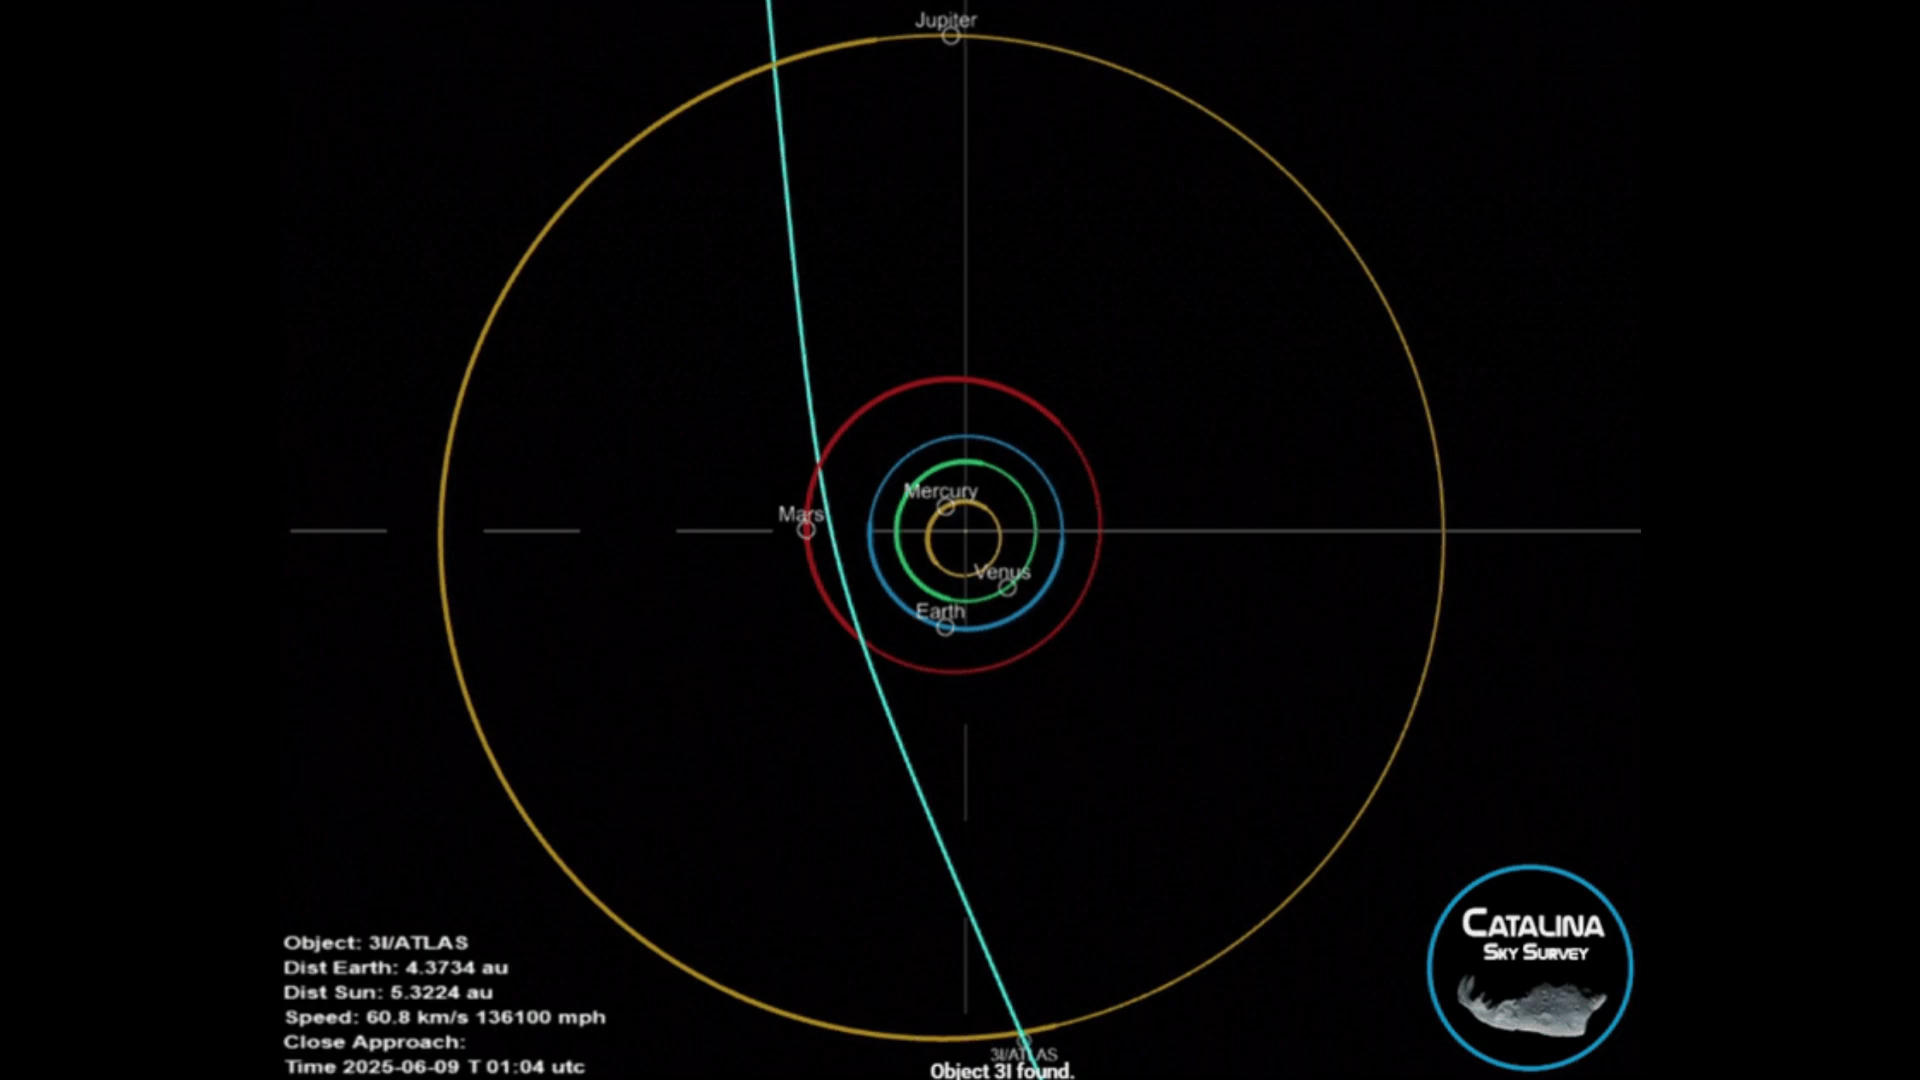 Jupiter
Mercury
Mars
Venus
Earth
CATALINA
SKY SURVEY
Object: 3I/ATLAS
Dist Earth: 4.3734 au
Dist Sun: 5.3224 au
Speed: 60.8 km/s 136100 mph
Close Approach:
Time 2025-06-09 T 01:04 utc
3I/ATLAS
Object 3I found.